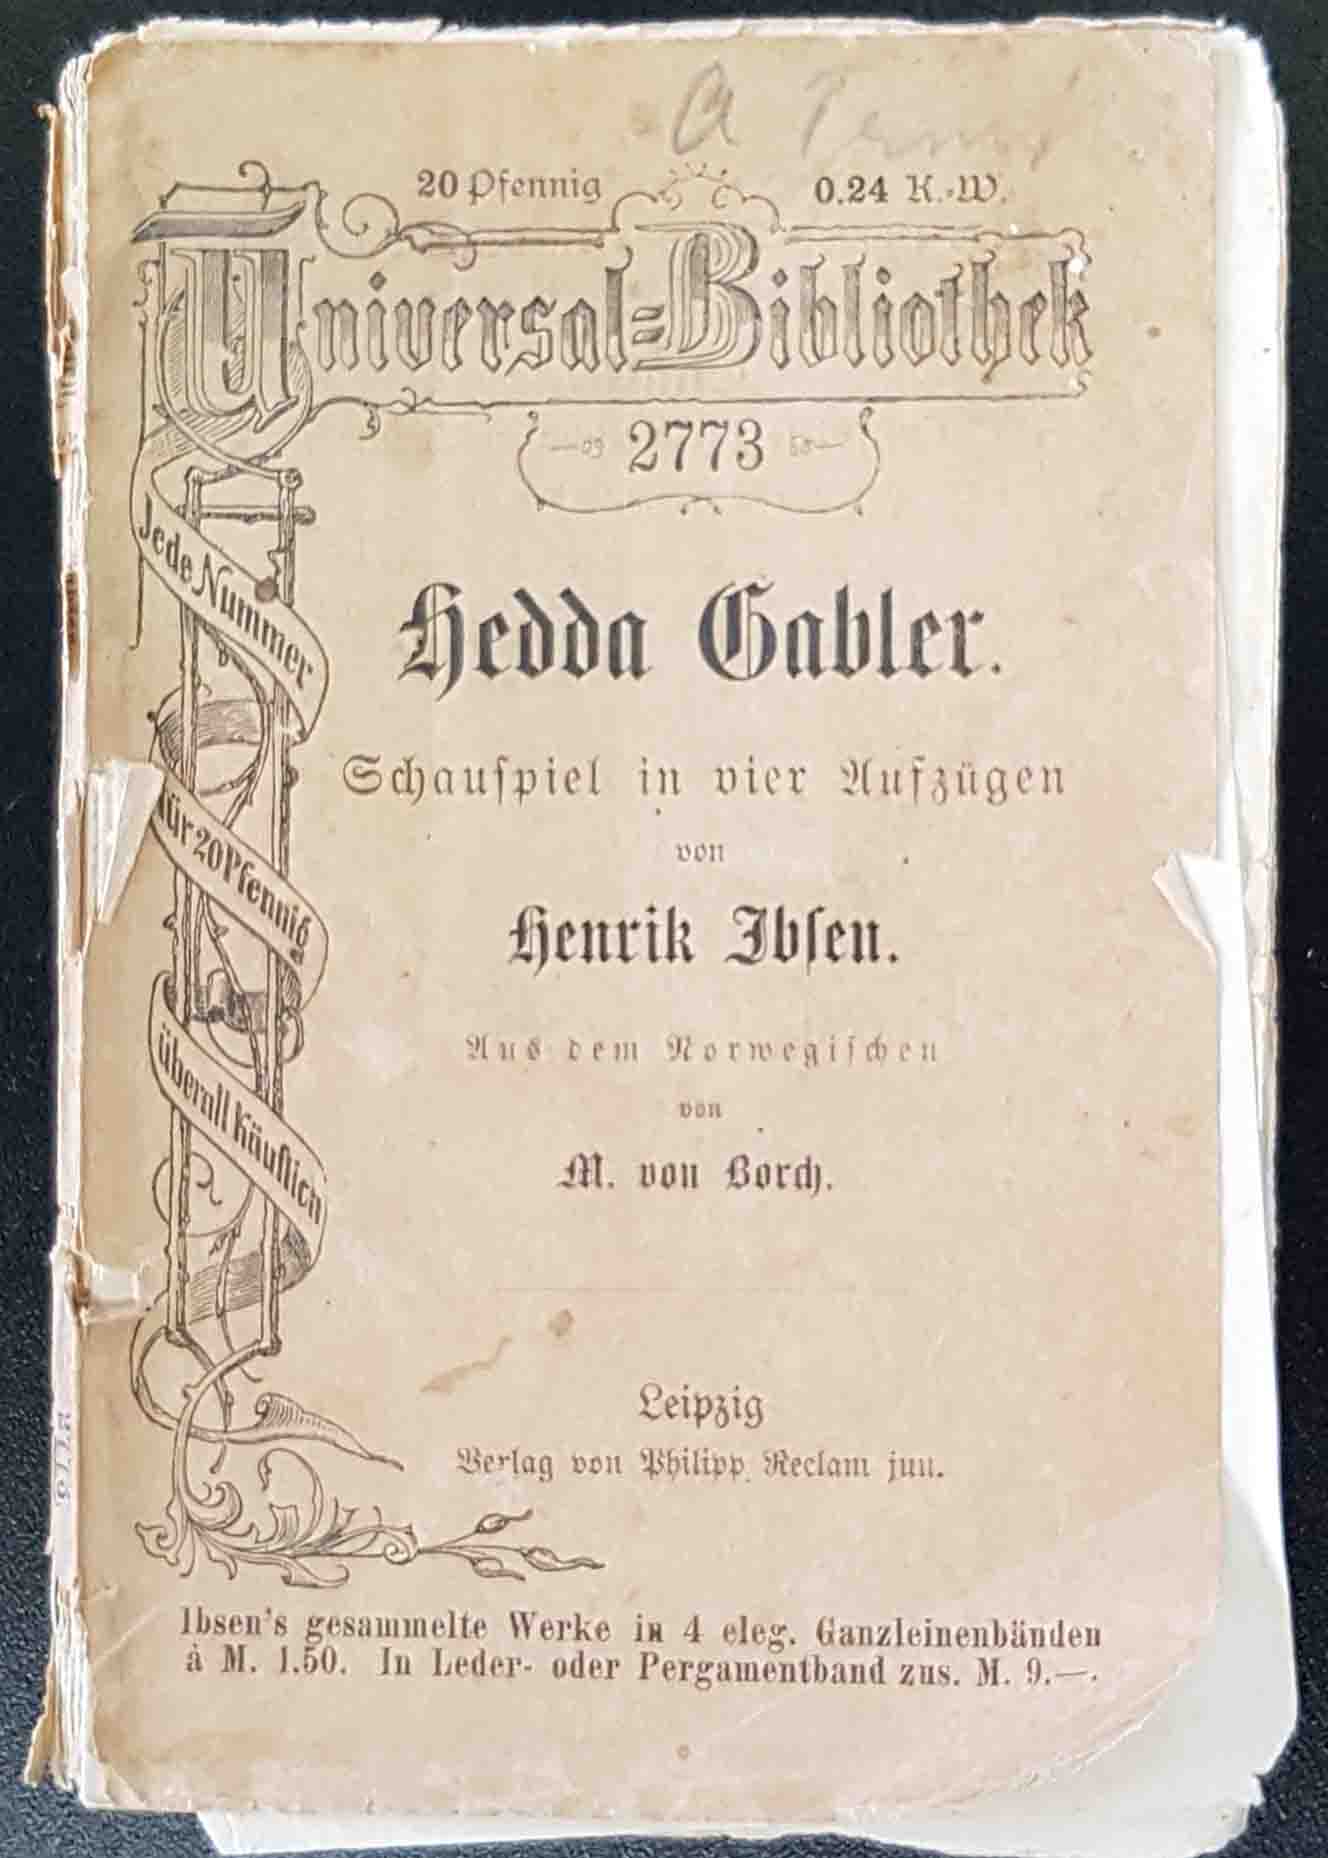 20 Pfennig 0.24 K.-W.
Universal-Bibliothek
2773
Jede Nummer
für 20 Pfennig
überall käuflich
Hedda Gabler.
Schauſpiel in vier Aufzügen
von
Henrik Ibſen.
Aus dem Norwegiſchen
von
M. von Borch.
Leipzig
Verlag von Philipp Reclam jun.
Ibsen's gesammelte Werke in 4 eleg. Ganzleinenbänden
à M. 1.50. In Leder- oder Pergamentband zus. M. 9.—.